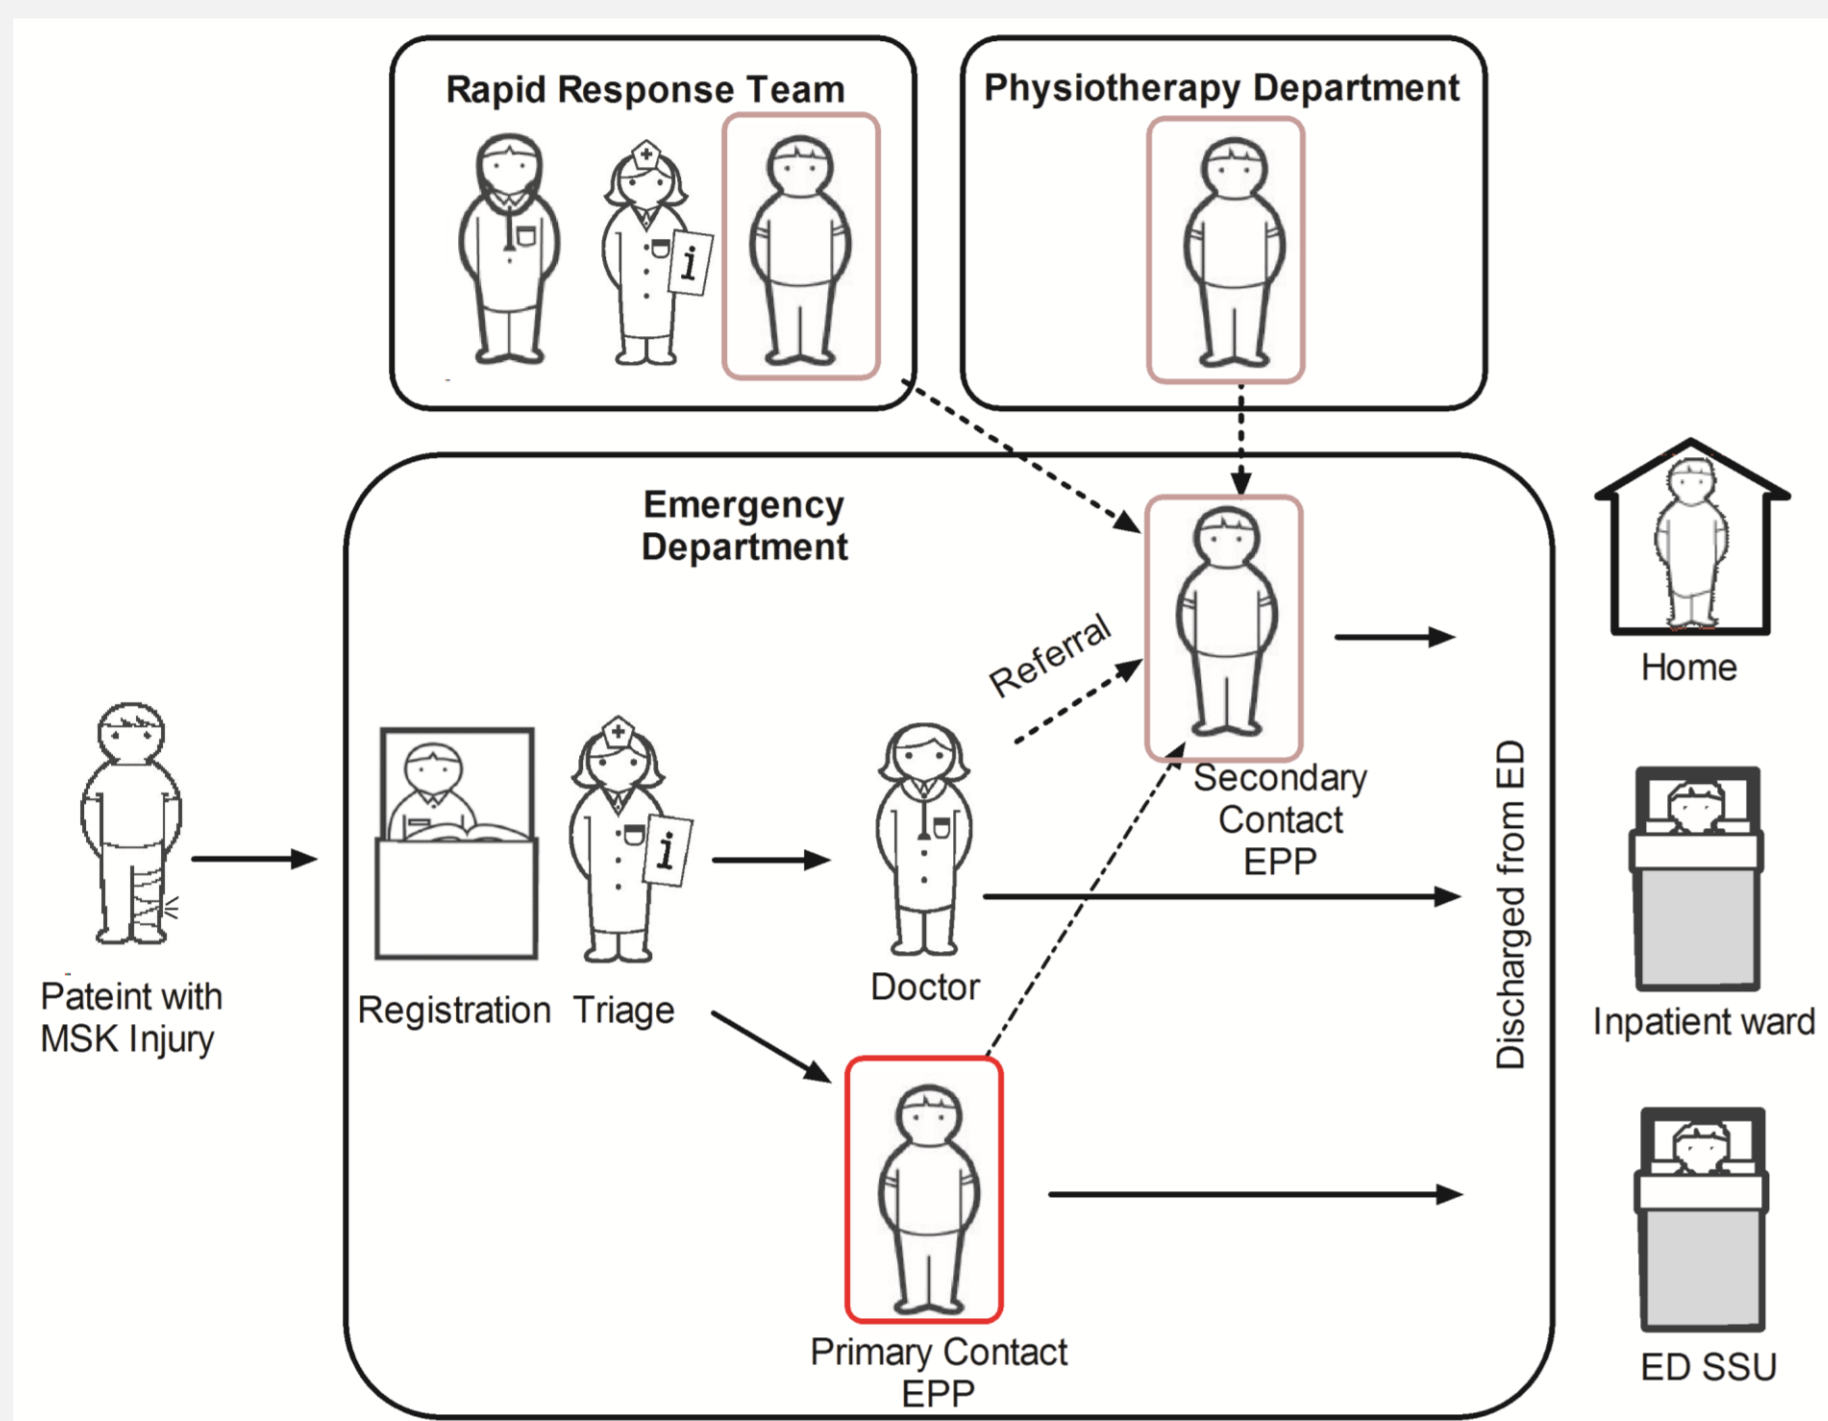 Rapid Response Team
Physiotherapy Department
Emergency
Department
Referral
Home
i
i
Secondary
Contact
EPP
Discharged from ED
Doctor
Pateint with
MSK Injury
Registration
Triage
Inpatient ward
Primary Contact
EPP
ED SSU